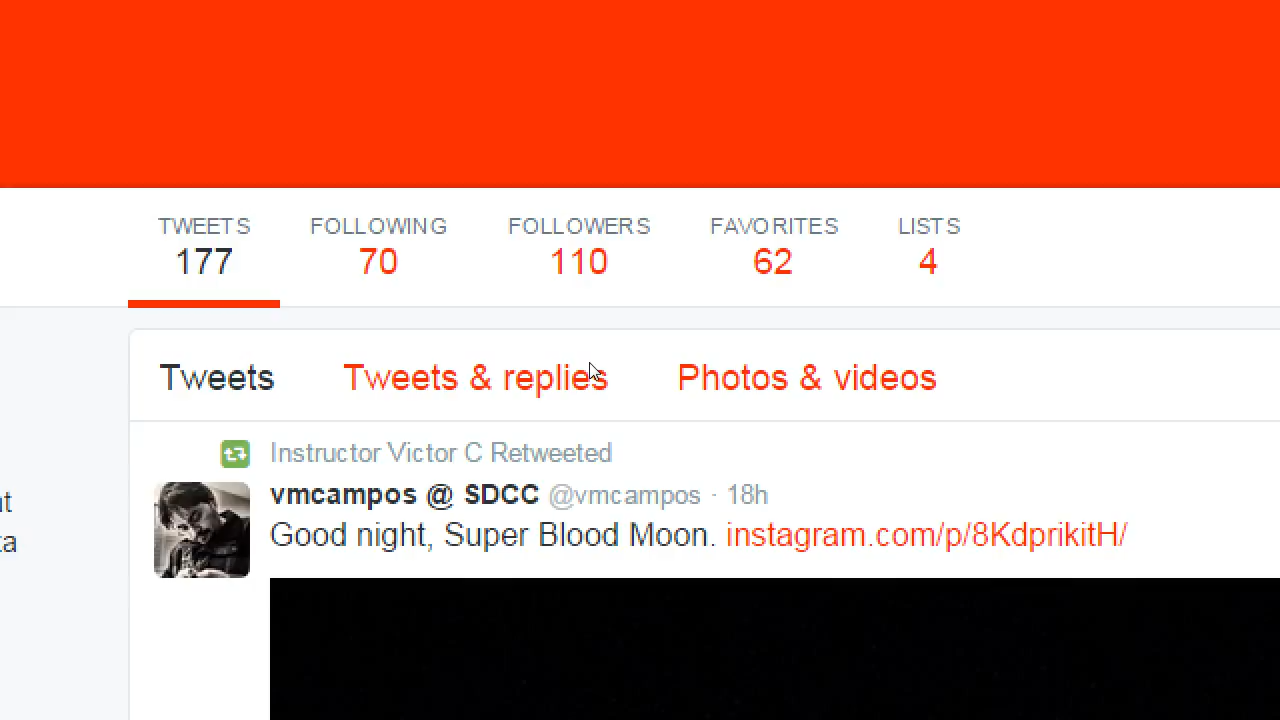 TWEETS FOLLOWING FOLLOWERS FAVORITES LISTS
177 70 110 62 4
Tweets Tweets & replies Photos & videos
Instructor Victor C Retweeted
vmcampos @ SDCC @vmcampos · 18h
Good night, Super Blood Moon. instagram.com/p/8KdprikitH/